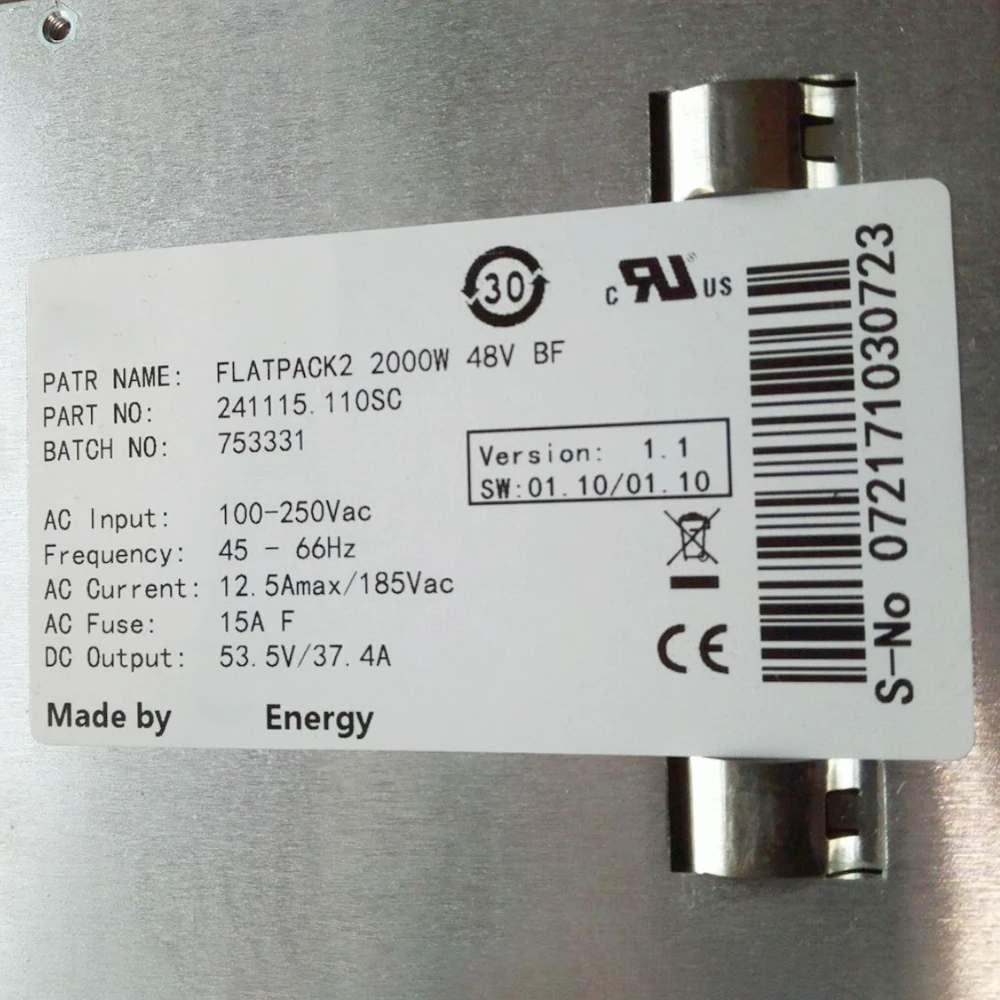 30
C RU ® US
PATR NAME: FLATPACK2 2000W 48V BF
PART NO: 241115.110SC
BATCH NO: 753331
Version: 1.1
SW:01.10/01.10
AC Input: 100-250Vac
Frequency: 45 - 66Hz
AC Current: 12.5Amax/185Vac
AC Fuse: 15A F
DC Output: 53.5V/37.4A
CE
Made by Energy
S-No 072171030723